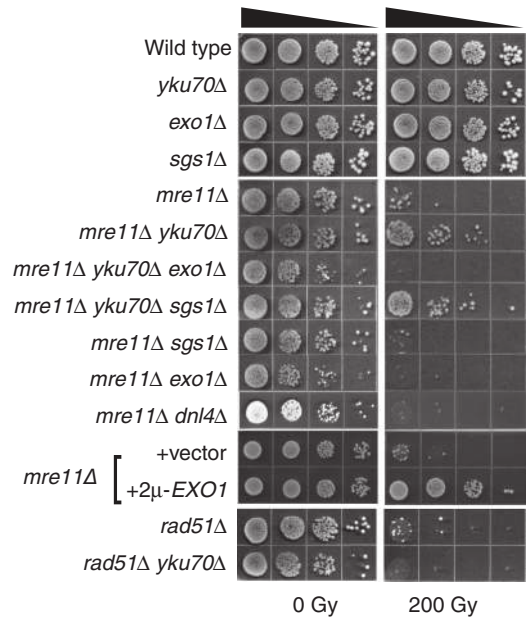 Wild type
yku70Δ
exo1Δ
sgs1Δ
mre11Δ
mre11Δ yku70Δ
mre11Δ yku70Δ exo1Δ
mre11Δ yku70Δ sgs1Δ
mre11Δ sgs1Δ
mre11Δ exo1Δ
mre11Δ dnl4Δ
mre11Δ [ +vector
+2μ-EXO1
rad51Δ
rad51Δ yku70Δ
0 Gy 200 Gy